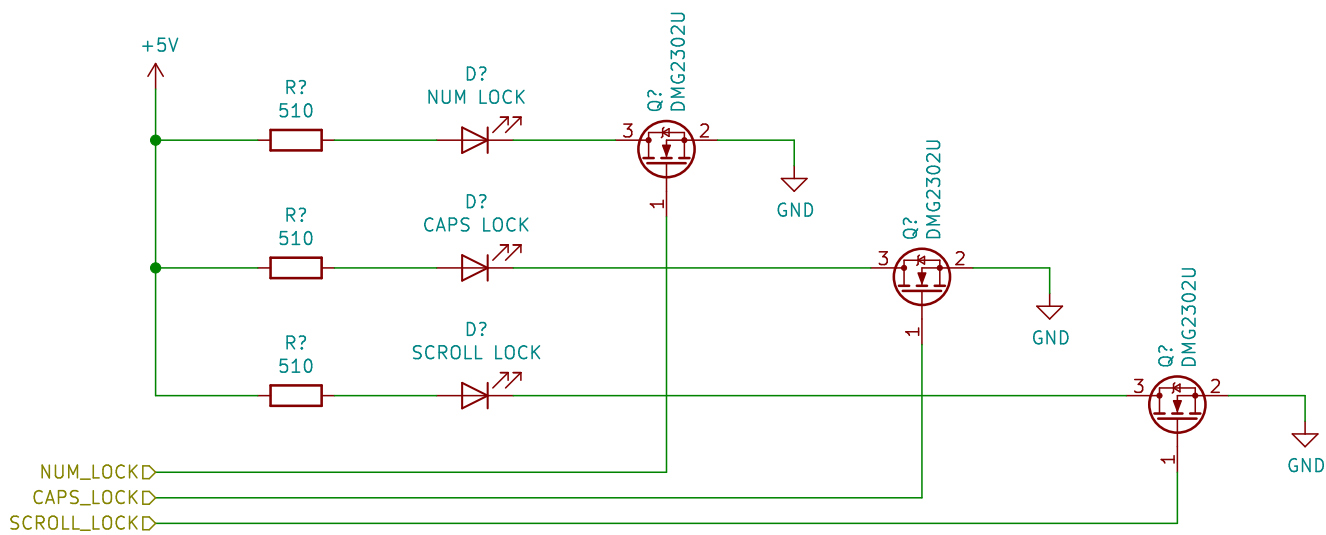 +5V
R?
510
D?
NUM LOCK
Q?
DMG2302U
3
2
1
GND
R?
510
D?
CAPS LOCK
Q?
DMG2302U
3
2
1
GND
R?
510
D?
SCROLL LOCK
Q?
DMG2302U
3
2
1
GND
NUM_LOCK
CAPS_LOCK
SCROLL_LOCK